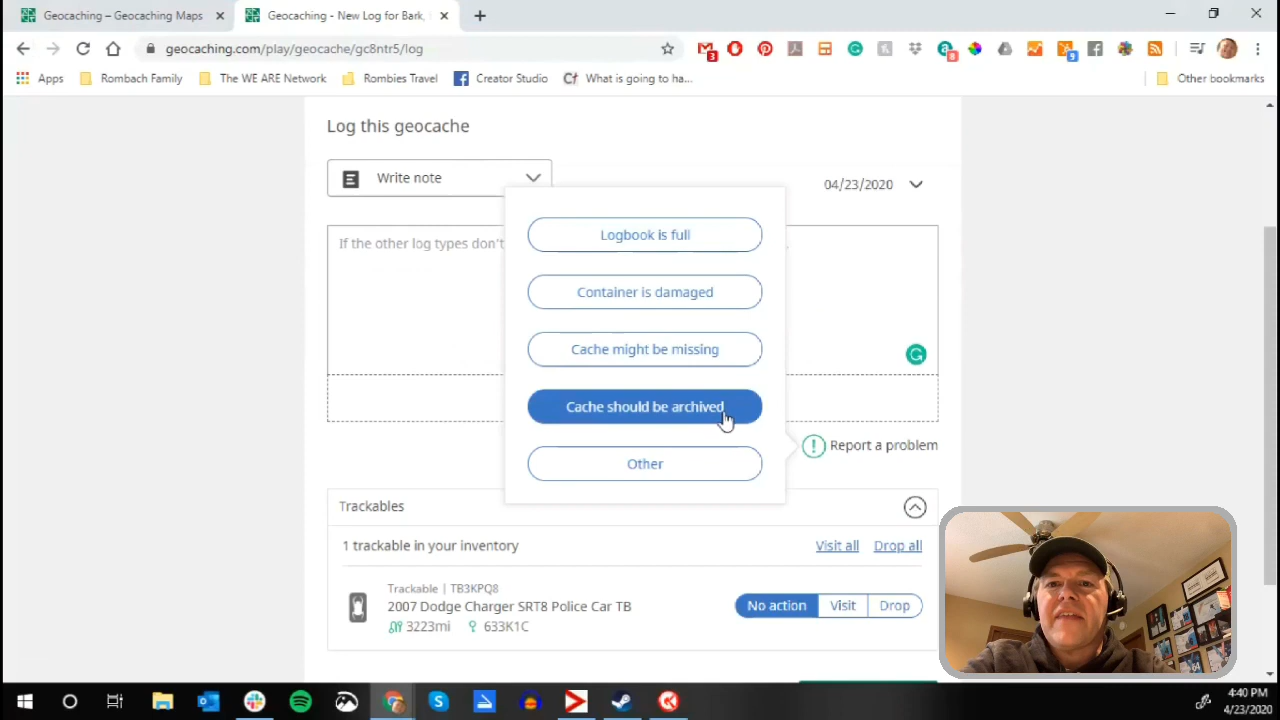 Geocaching – Geocaching Maps
Geocaching - New Log for Bark,
geocaching.com/play/geocache/gc8ntr5/log
3
8
9
Apps
Rombach Family
The WE ARE Network
Rombies Travel
Creator Studio
What is going to ha...
Other bookmarks
Log this geocache
Write note
04/23/2020
If the other log types don't
Logbook is full
Container is damaged
Cache might be missing
Cache should be archived
Other
Report a problem
Trackables
1 trackable in your inventory
Visit all
Drop all
Trackable | TB3KPQ8
2007 Dodge Charger SRT8 Police Car TB
3223mi
633K1C
No action
Visit
Drop
4:40 PM
4/23/2020